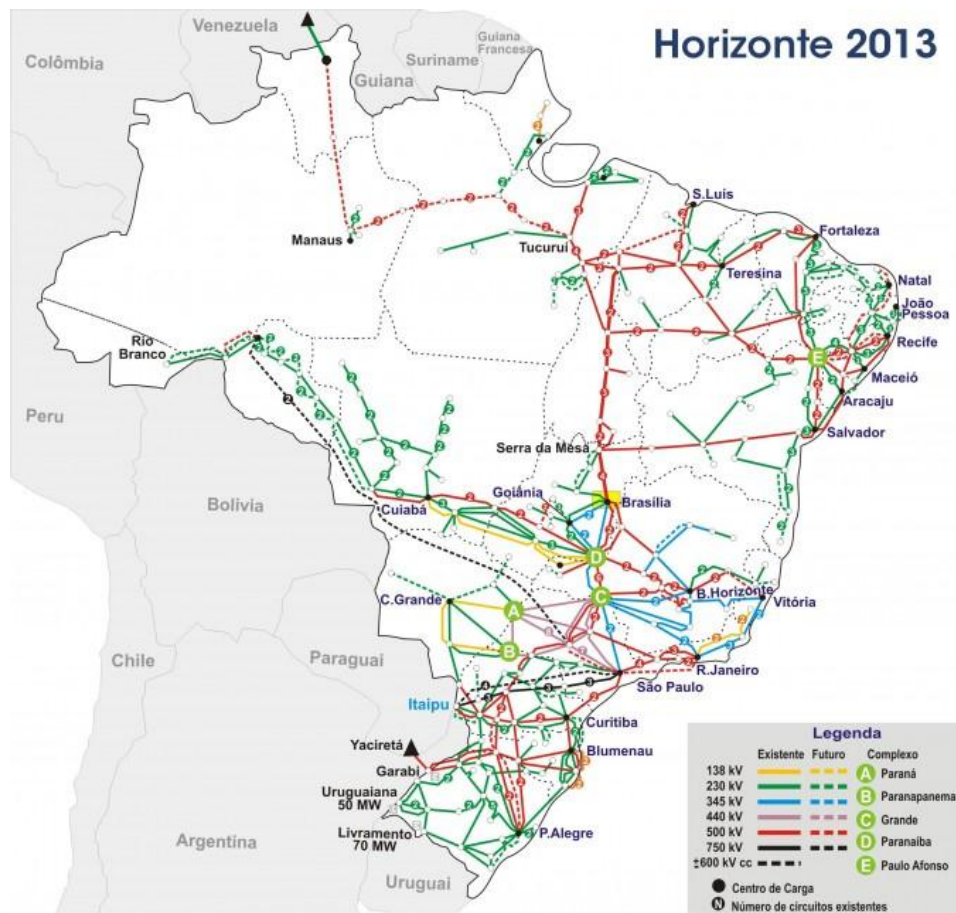 Horizonte 2013
Venezuela
Colômbia
Guiana
Suriname
Guiana
Francesa
Manaus
Tucuruí
S.Luís
Fortaleza
Teresina
Natal
João
Pessoa
Recife
Maceió
Aracaju
Salvador
Rio
Branco
Peru
Serra da Mesa
Bolívia
Cuiabá
Goiânia
Brasília
D
C
E
B.Horizonte
Vitória
C.Grande
A
B
Chile
Paraguai
R.Janeiro
São Paulo
Itaipu
Curitiba
Yaciretá
Blumenau
Garabi
Uruguaiana
50 MW
Livramento
70 MW
P.Alegre
Argentina
Uruguai
Legenda
Existente Futuro Complexo
138 kV A Paraná
230 kV B Paranapanema
345 kV C Grande
440 kV
500 kV D Paranaiba
750 kV
±600 kV cc E Paulo Afonso
Centro de Carga
N Número de circuitos existentes